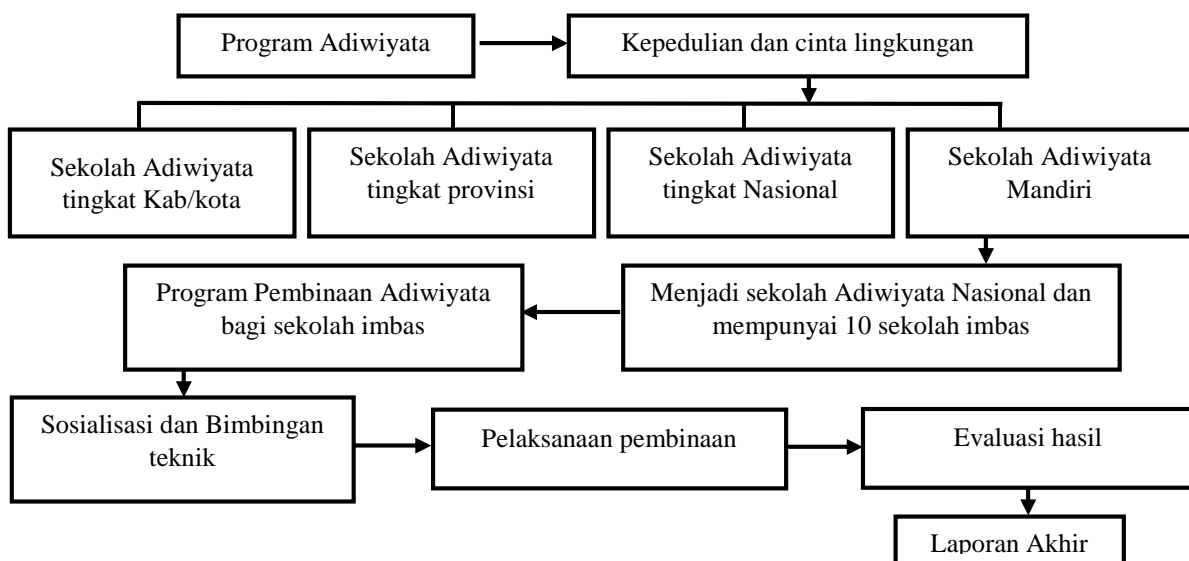 Program Adiwiyata
Kepedulian dan cinta lingkungan
Sekolah Adiwiyata
tingkat Kab/kota
Sekolah Adiwiyata
tingkat provinsi
Sekolah Adiwiyata
tingkat Nasional
Sekolah Adiwiyata
Mandiri
Program Pembinaan Adiwiyata
bagi sekolah imbas
Menjadi sekolah Adiwiyata Nasional dan
mempunyai 10 sekolah imbas
Sosialisasi dan Bimbingan
teknik
Pelaksanaan pembinaan
Evaluasi hasil
Laporan Akhir